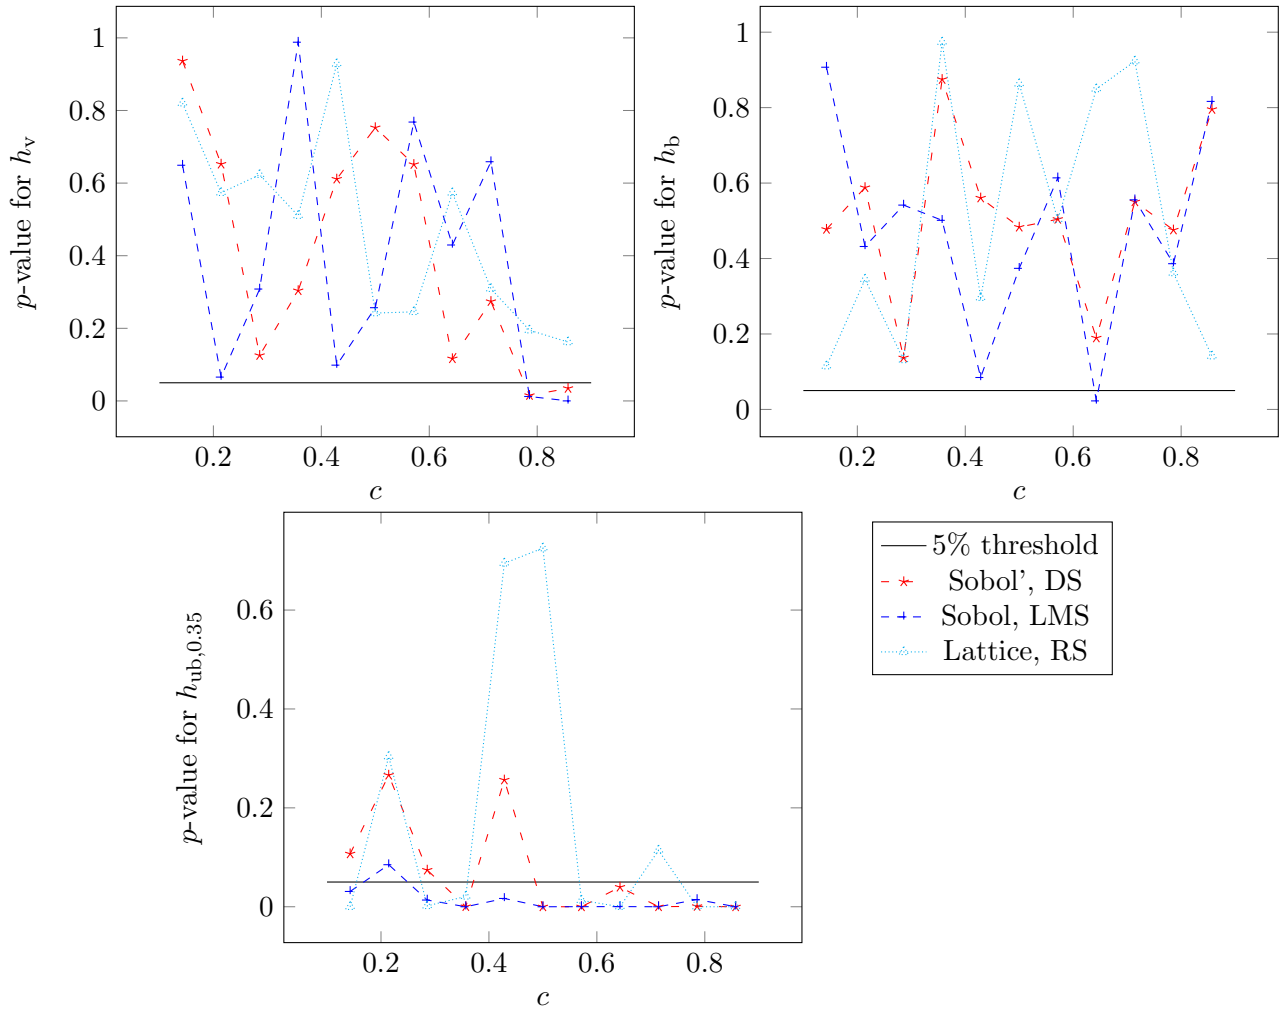 1
0.8
0.6
0.4
0.2
0
p-value for h_v
0.2 0.4 0.6 0.8
c
1
0.8
0.6
0.4
0.2
0
p-value for h_b
0.2 0.4 0.6 0.8
c
0.6
0.4
0.2
0
p-value for h_ub,0.35
0.2 0.4 0.6 0.8
c
5% threshold
Sobol', DS
Sobol, LMS
Lattice, RS